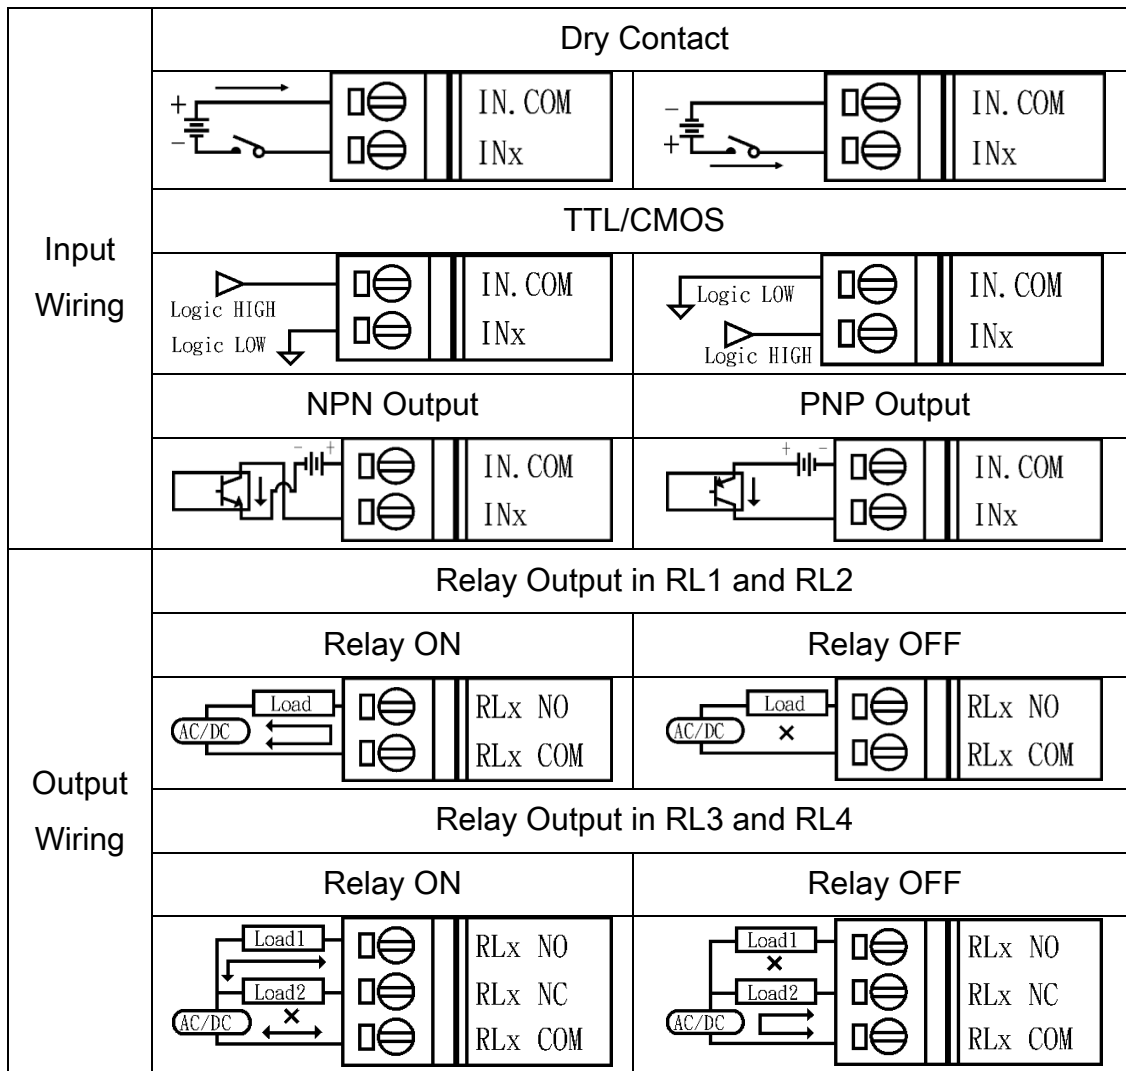 Input
Wiring
Dry Contact
+
-
IN.COM
INx
-
+
IN.COM
INx
TTL/CMOS
Logic HIGH
Logic LOW
IN.COM
INx
Logic LOW
Logic HIGH
IN.COM
INx
NPN Output
PNP Output
- +
IN.COM
INx
+ -
IN.COM
INx
Output
Wiring
Relay Output in RL1 and RL2
Relay ON
Relay OFF
Load
AC/DC
RLx NO
RLx COM
Load
AC/DC
×
RLx NO
RLx COM
Relay Output in RL3 and RL4
Relay ON
Relay OFF
Load1
Load2
AC/DC
×
RLx NO
RLx NC
RLx COM
Load1
×
Load2
AC/DC
RLx NO
RLx NC
RLx COM